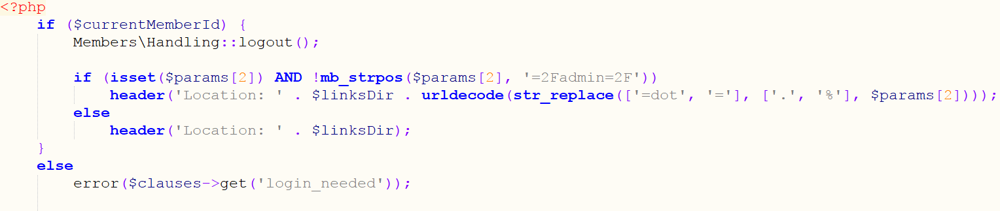 <?php
if ($currentMemberId) {
Members\Handling::logout();
if (isset($params[2]) AND !mb_strpos($params[2], '=2Fadmin=2F'))
header('Location: ' . $linksDir . urldecode(str_replace(['=dot', '='], ['.', '%'], $params[2])));
else
header('Location: ' . $linksDir);
}
else
error($clauses->get('login_needed'));